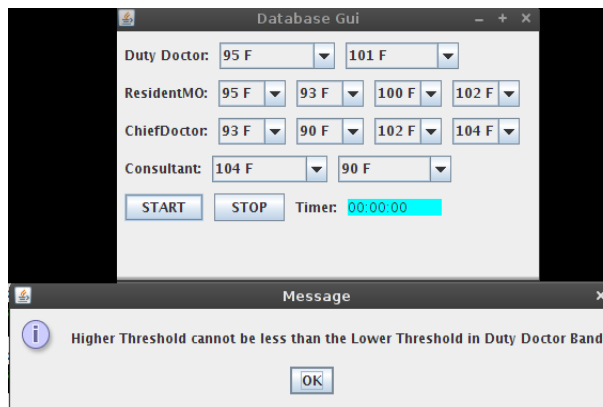 Database Gui
Duty Doctor: 95 F 101 F
ResidentMO: 95 F 93 F 100 F 102 F
ChiefDoctor: 93 F 90 F 102 F 104 F
Consultant: 104 F 90 F
START STOP Timer: 00:00:00
Message
Higher Threshold cannot be less than the Lower Threshold in Duty Doctor Band
OK